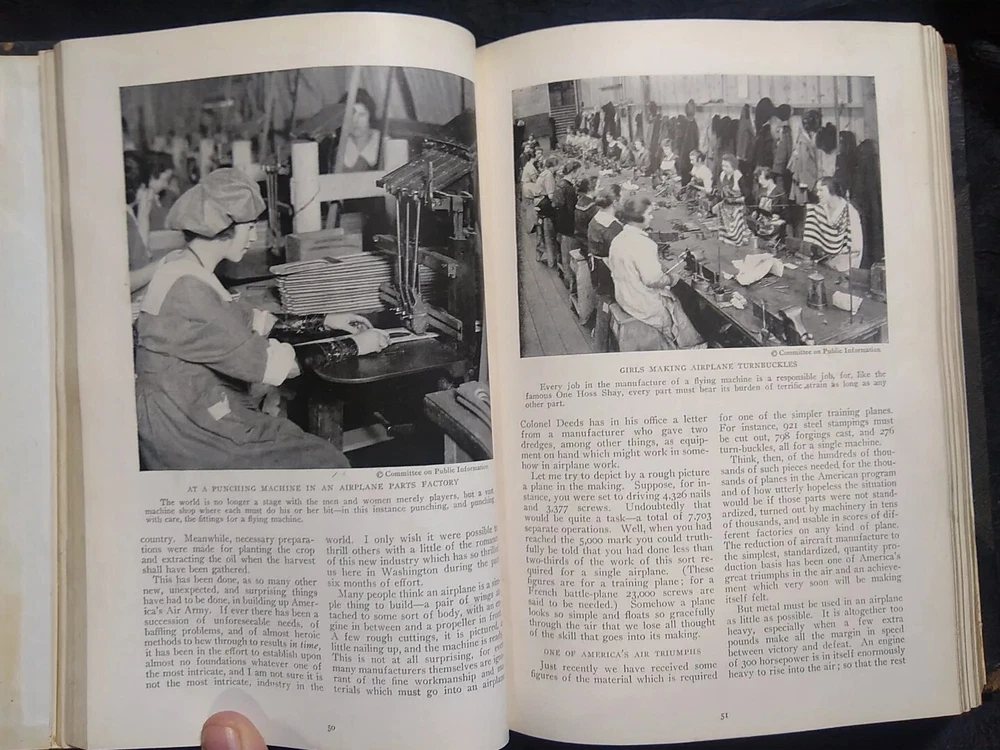 © Committee on Public Information
AT A PUNCHING MACHINE IN AN AIRPLANE PARTS FACTORY
The world is no longer a stage with the men and women merely players, but a vast
machine shop where each must do his or her bit—in this instance punching, and punching
with care, the fittings for a flying machine.
country. Meanwhile, necessary prepara-
tions were made for planting the crop
and extracting the oil when the harvest
shall have been gathered.
This has been done, as so many other
new, unexpected, and surprising things
have had to be done, in building up Amer-
ica's Air Army. If ever there has been a
succession of unforeseeable needs, of
baffling problems, and of almost heroic
methods to hew through to results in time,
it has been in the effort to establish upon
almost no foundations whatever one of
the most intricate, and I am not sure it is
not the most intricate, industry in the
world. I only wish it were possible to
thrill others with a little of the romance
of this new industry which has so thrilled
us here in Washington during the past
six months of effort.
Many people think an airplane is a sim-
ple thing to build—a pair of wings at-
tached to some sort of body, with an en-
gine in between and a propeller in front.
A few rough cuttings, it is pictured, a
little nailing up, and the machine is ready.
This is not at all surprising, for even
many manufacturers themselves are igno-
rant of the fine workmanship and ma-
terials which must go into an airplane.
50
© Committee on Public Information
GIRLS MAKING AIRPLANE TURNBUCKLES
Every job in the manufacture of a flying machine is a responsible job, for, like the
famous One Hoss Shay, every part must bear its burden of terrific strain as long as any
other part.
Colonel Deeds has in his office a letter
from a manufacturer who gave two
dredges, among other things, as equip-
ment on hand which might work in some-
how in airplane work.
Let me try to depict by a rough picture
a plane in the making. Suppose, for in-
stance, you were set to driving 4,326 nails
and 3,377 screws. Undoubtedly that
would be quite a task—a total of 7,703
separate operations. Well, when you had
reached the 5,000 mark you could truth-
fully be told that you had done less than
two-thirds of the work of this sort re-
quired for a single airplane. (These
figures are for a training plane; for a
French battle-plane 23,000 screws are
said to be needed.) Somehow a plane
looks so simple and floats so gracefully
through the air that we lose all thought
of the skill that goes into its making.
ONE OF AMERICA'S AIR TRIUMPHS
Just recently we have received some
figures of the material which is required
for one of the simpler training planes.
For instance, 921 steel stampings must
be cut out, 798 forgings cast, and 276
turn-buckles, all for a single machine.
Think, then, of the hundreds of thou-
sands of such pieces needed for the thou-
sands of planes in the American program
and of how utterly hopeless the situation
would be if those parts were not stand-
ardized, turned out by machinery in tens
of thousands, and usable in scores of dif-
ferent factories on any kind of plane.
The reduction of aircraft manufacture to
the simplest, standardized, quantity pro-
duction basis has been one of America's
great triumphs in the air and an achieve-
ment which very soon will be making
itself felt.
But metal must be used in an airplane
as little as possible. It is altogether too
heavy, especially when a few extra
pounds make all the margin in speed
between victory and defeat. An engine
of 300 horsepower is in itself enormously
heavy to rise into the air; so that the rest
51